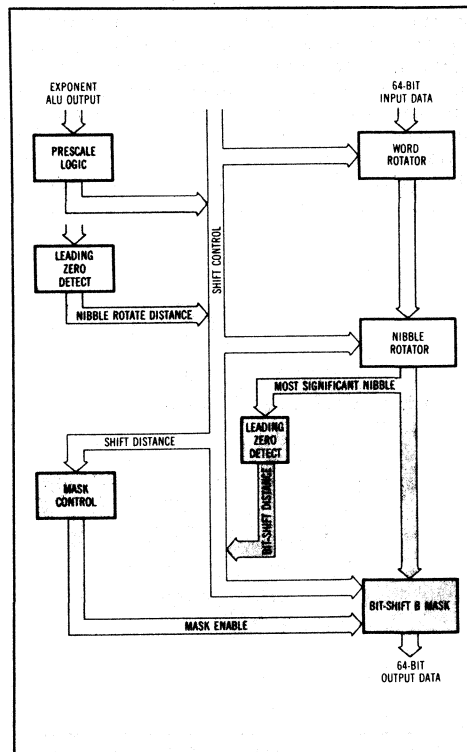 EXPONENT
ALU OUTPUT
64-BIT
INPUT DATA
PRESCALE
LOGIC
WORD
ROTATOR
SHIFT CONTROL
LEADING
ZERO
DETECT
NIBBLE ROTATE DISTANCE
NIBBLE
ROTATOR
MOST SIGNIFICANT NIBBLE
LEADING
ZERO
DETECT
SHIFT DISTANCE
MASK
CONTROL
BIT-SHIFT DISTANCE
BIT-SHIFT B MASK
MASK ENABLE
64-BIT
OUTPUT DATA